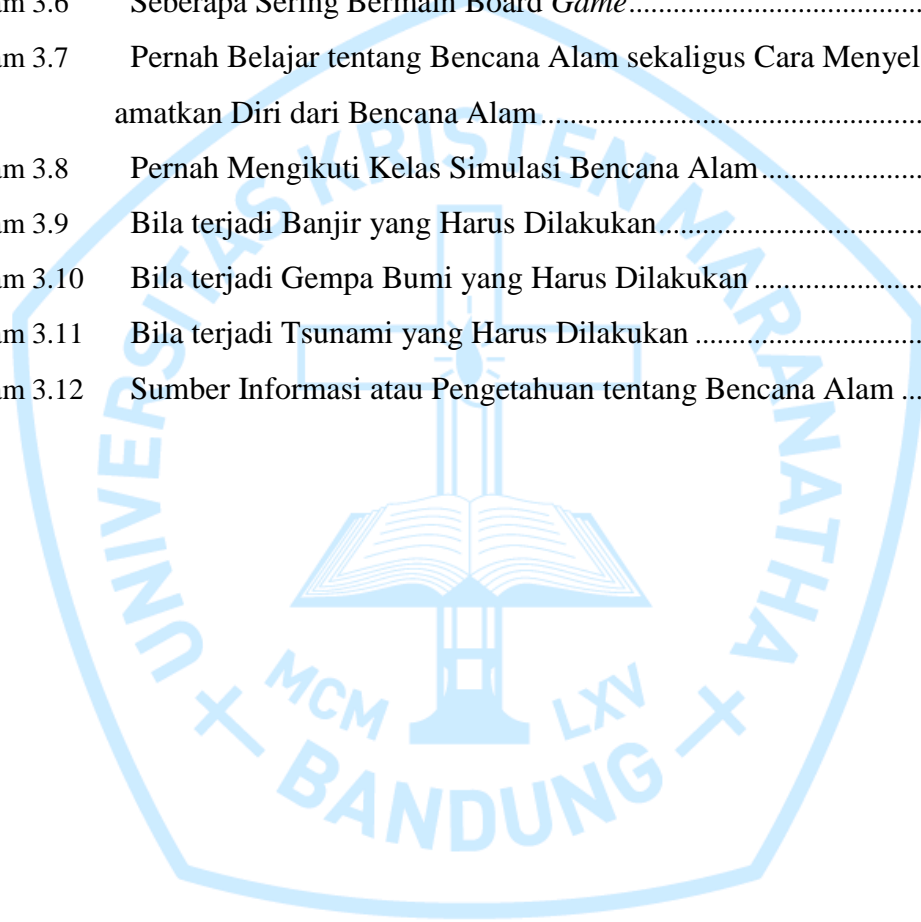 am 3.6 Seberapa Sering Bermain Board Game
am 3.7 Pernah Belajar tentang Bencana Alam sekaligus Cara Menyel
amatkan Diri dari Bencana Alam
am 3.8 Pernah Mengikuti Kelas Simulasi Bencana Alam
am 3.9 Bila terjadi Banjir yang Harus Dilakukan
am 3.10 Bila terjadi Gempa Bumi yang Harus Dilakukan
am 3.11 Bila terjadi Tsunami yang Harus Dilakukan
am 3.12 Sumber Informasi atau Pengetahuan tentang Bencana Alam
UNIVERSITAS KRISTEN MARANATHA
MCM LXV
BANDUNG